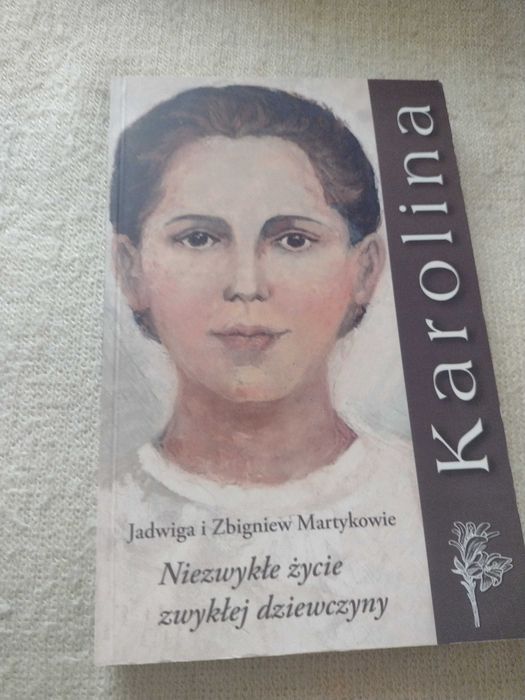 Karolina
Jadwiga i Zbigniew Martykowie
Niezwykłe życie
zwykłej dziewczyny